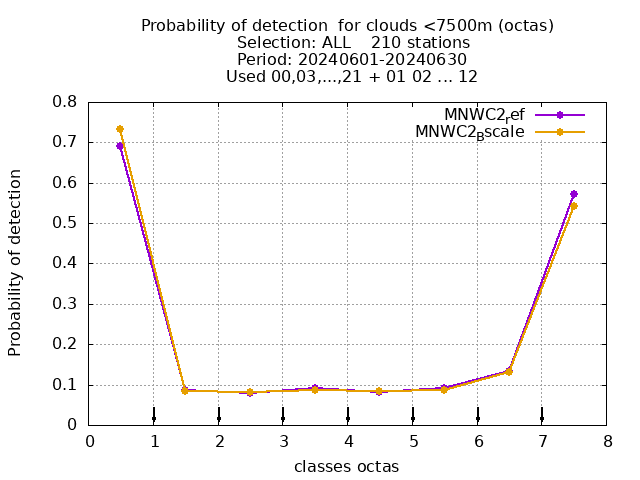 Probability of detection  for clouds <7500m (octas)
Selection: ALL    210 stations
Period: 20240601-20240630
Used 00,03,...,21 + 01 02 ... 12
MNWC2ref
MNWC2Bscale
0.8
0.7
0.6
0.5
0.4
0.3
0.2
0.1
0
Probability of detection
0 1 2 3 4 5 6 7 8
classes octas